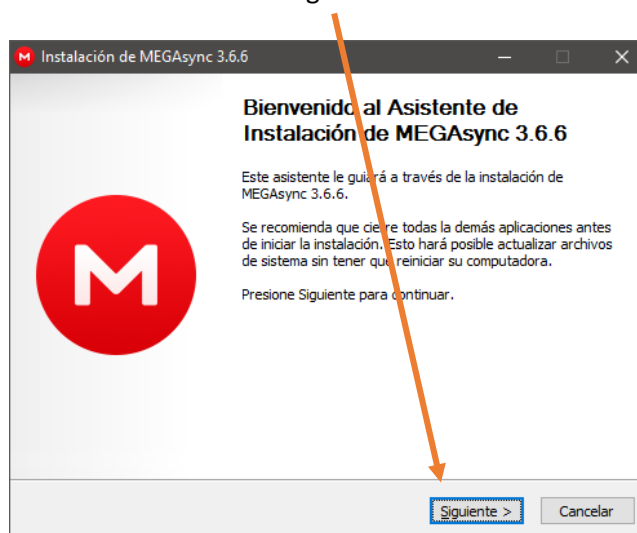 Instalación de MEGAsync 3.6.6
Bienvenido al Asistente de
Instalación de MEGAsync 3.6.6
Este asistente le guiará a través de la instalación de
MEGAsync 3.6.6.
Se recomienda que cierre todas la demás aplicaciones antes
de iniciar la instalación. Esto hará posible actualizar archivos
de sistema sin tener que reiniciar su computadora.
Presione Siguiente para continuar.
Siguiente >
Cancelar